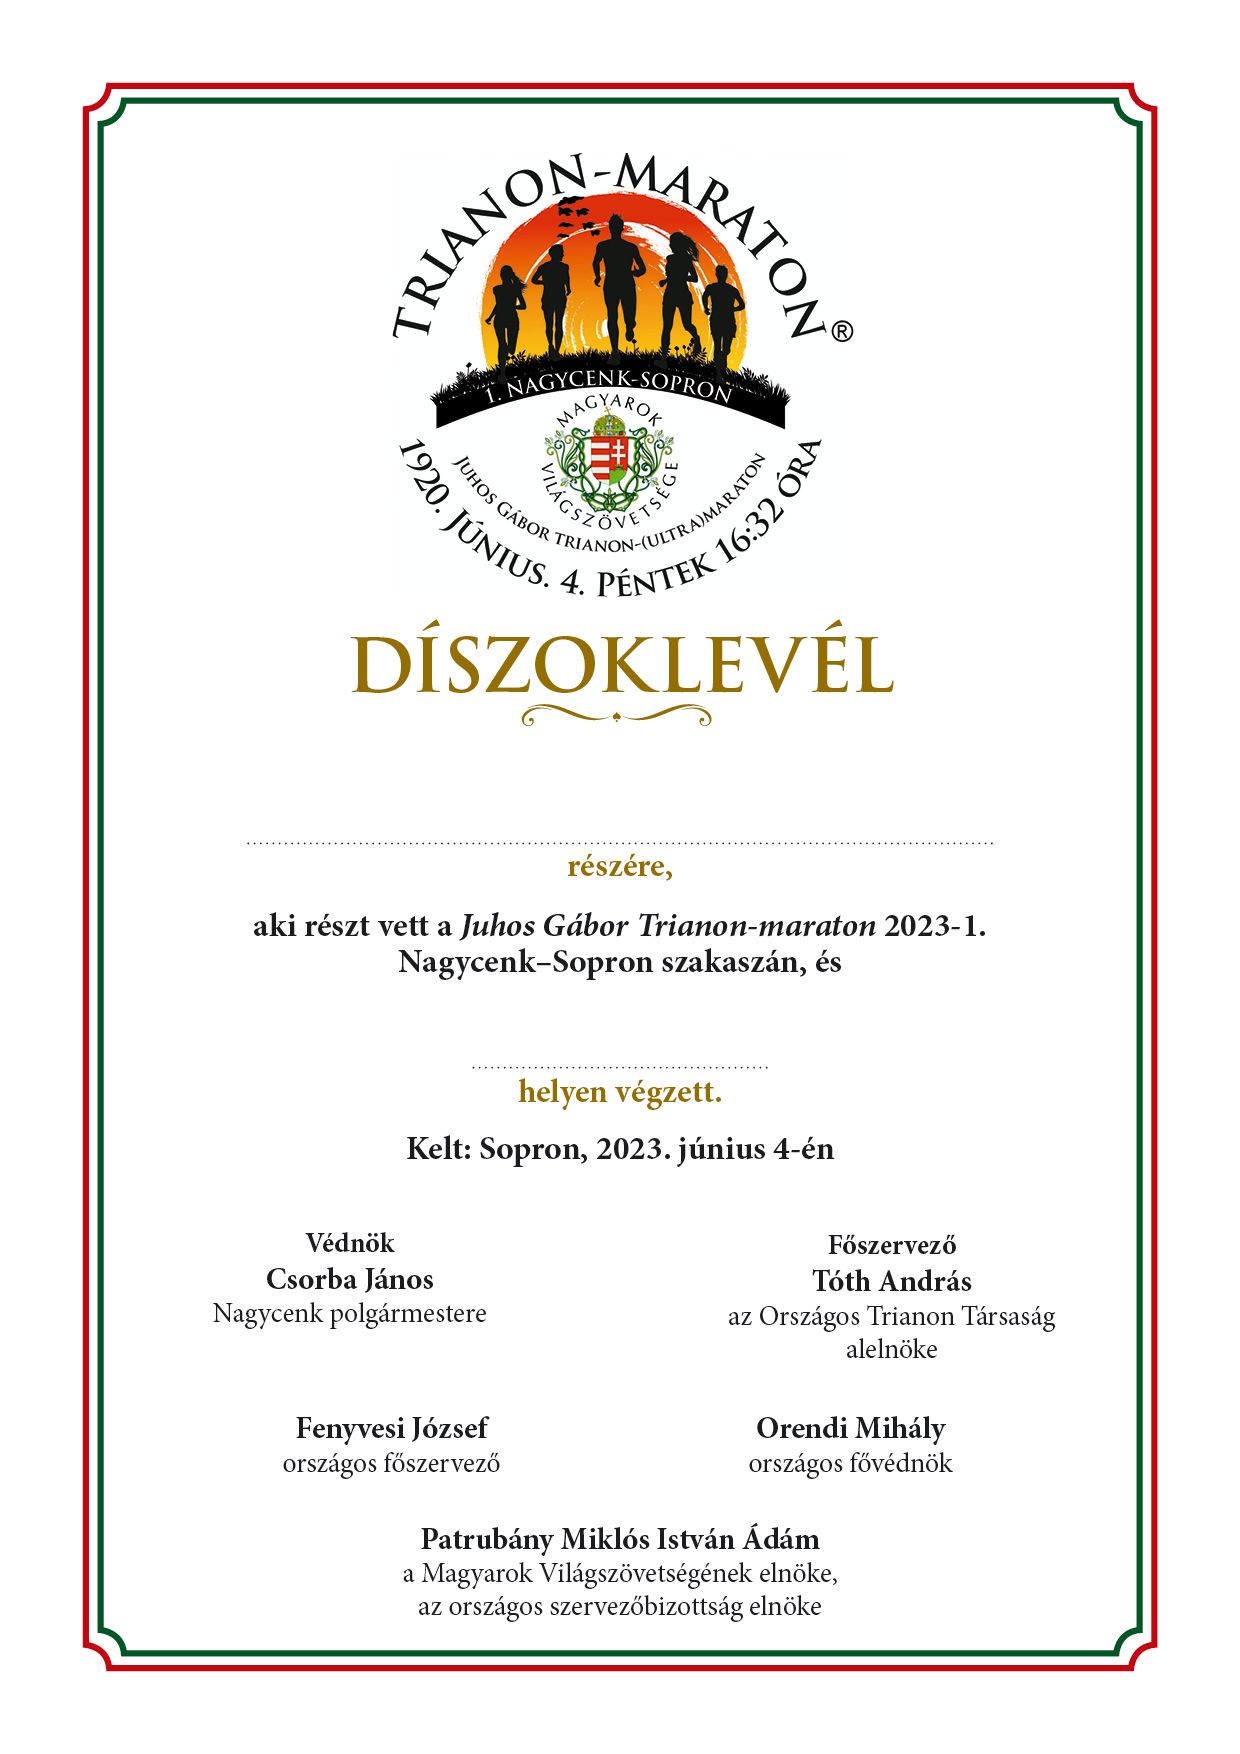 TRIANON-MARATON®
1. NAGYCENK-SOPRON
MAGYAROK
VILÁGSZÖVETSÉGE
JUHOS GÁBOR TRIANON-(ULTRA)MARATON
1920. JÚNIUS. 4. PÉNTEK 16:32 ÓRA
DÍSZOKLEVÉL
részére,
aki részt vett a Juhos Gábor Trianon-maraton 2023-1.
Nagycenk–Sopron szakaszán, és
helyen végzett.
Kelt: Sopron, 2023. június 4-én
Védnök
Csorba János
Nagycenk polgármestere
Főszervező
Tóth András
az Országos Trianon Társaság
alelnöke
Fenyvesi József
országos főszervező
Orendi Mihály
országos fővédnök
Patrubány Miklós István Ádám
a Magyarok Világszövetségének elnöke,
az országos szervezőbizottság elnöke